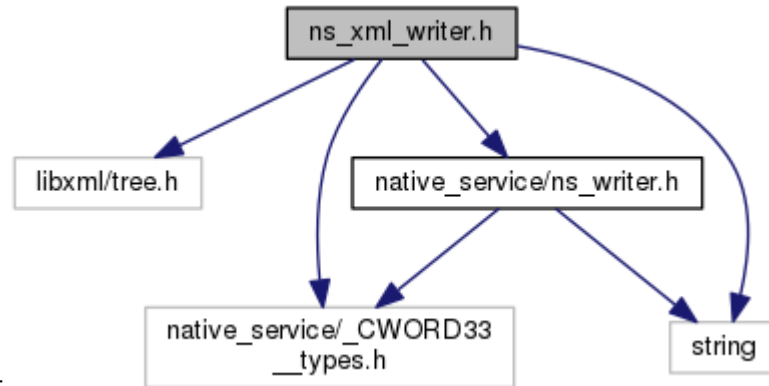 ns_xml_writer.h
libxml/tree.h
native_service/ns_writer.h
native_service/_CWORD33
__types.h
string